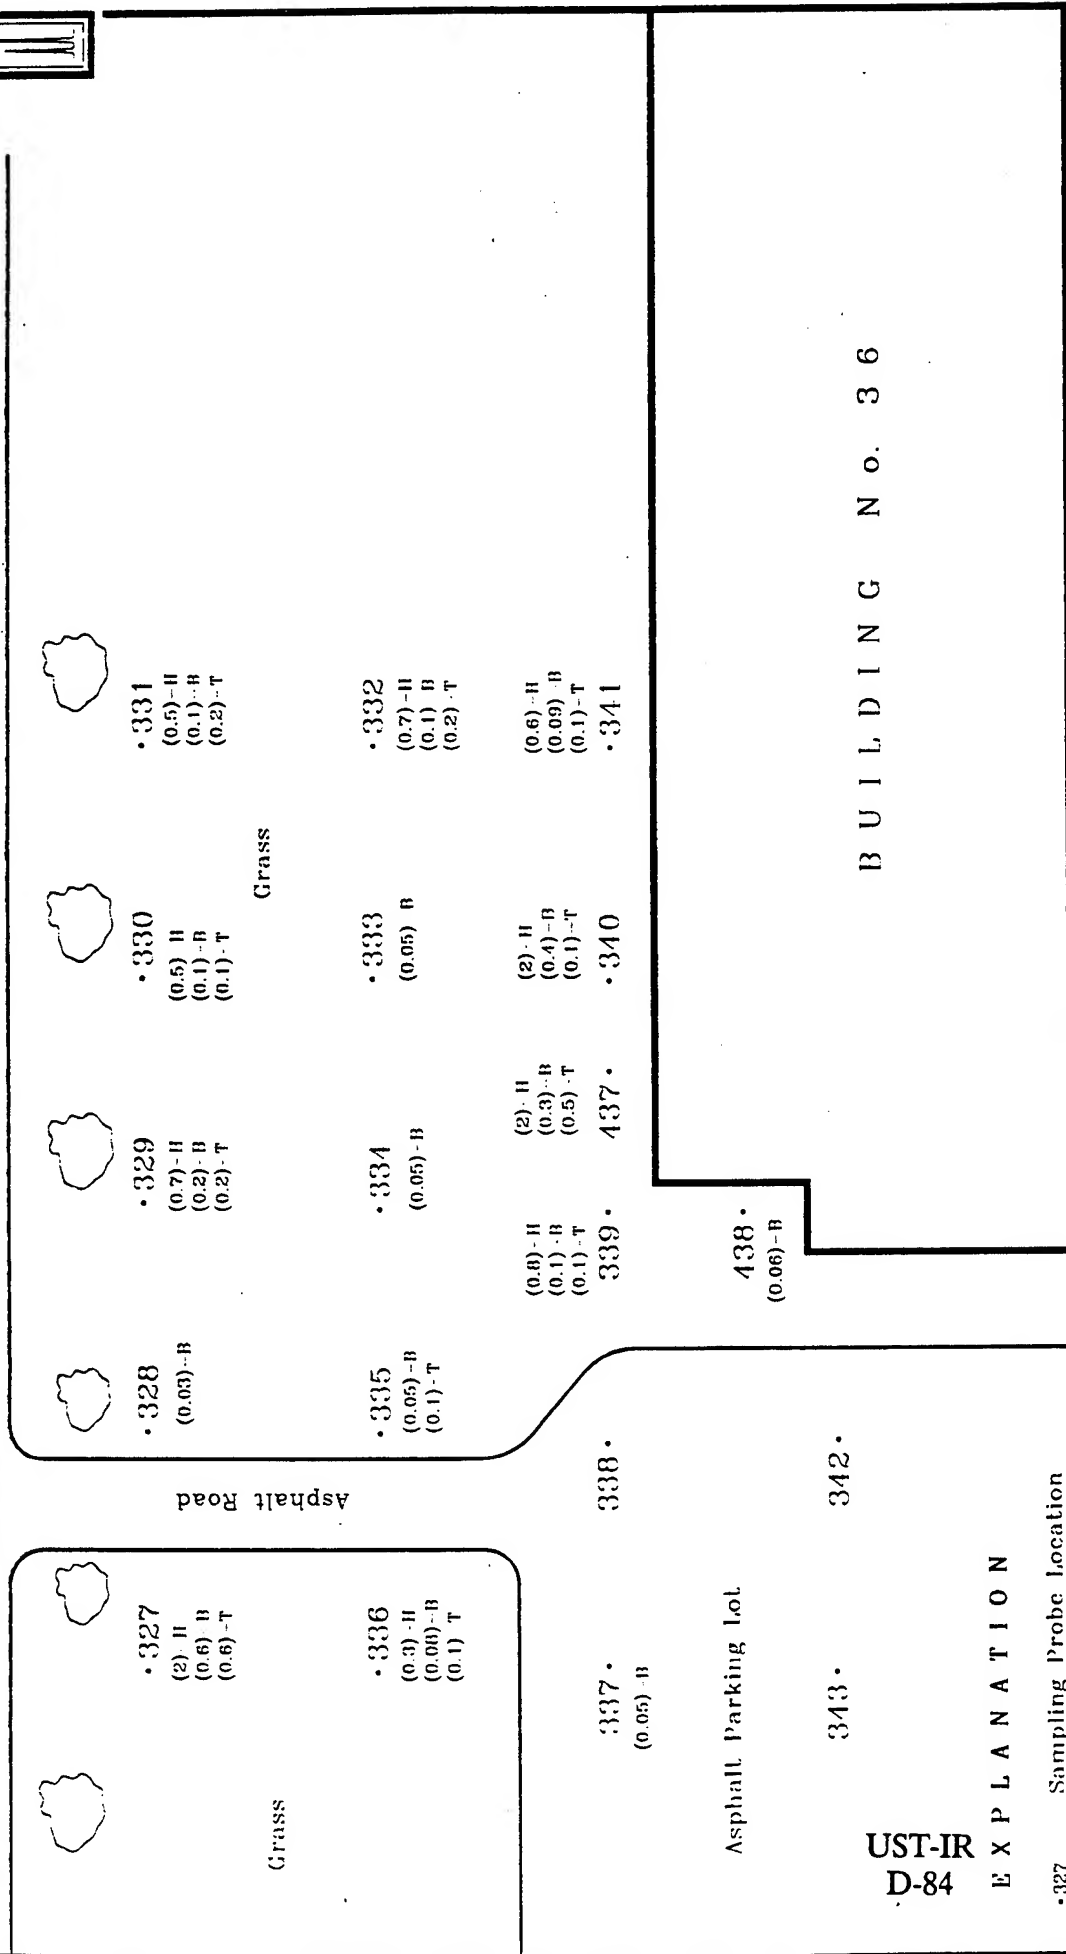 •331
(0.5)-H
(0.1)-B
(0.2)-T
•330
(0.5) H
(0.1)-B
(0.1)-T
•329
(0.7)-H
(0.2)-B
(0.2)-T
•328
(0.03)-B
•327
(2)-H
(0.6)-B
(0.6)-T
Grass
Grass
Asphalt Road
•332
(0.7)-H
(0.1) B
(0.2)-T
•333
(0.05) B
•334
(0.05)-B
•335
(0.05)-B
(0.1)-T
•336
(0.3)-H
(0.08)-B
(0.1) T
(0.6)-H
(0.09)-B
(0.1)-T
•341
(2)-H
(0.4)-B
(0.1)-T
•340
(2)-H
(0.3)-B
(0.5)-T
437•
(0.8)-H
(0.1)-B
(0.1)-T
339•
338•
337•
(0.05)-B
438•
(0.06)-B
Asphalt Parking Lot
342•
343•
BUILDING No. 36
UST-IR
D-84
EXPLANATION
•327 Sampling Probe Location